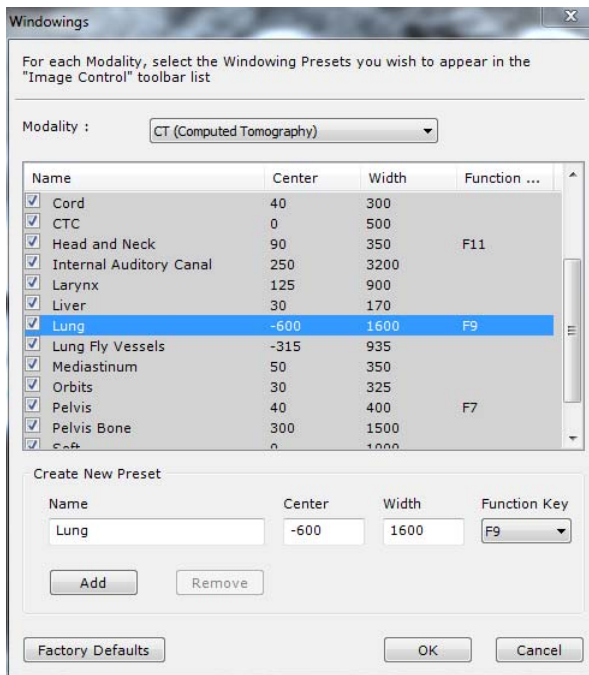 Windowings
X
For each Modality, select the Windowing Presets you wish to appear in the
"Image Control" toolbar list
Modality : CT (Computed Tomography)
Name Center Width Function ...
Cord 40 300
CTC 0 500
Head and Neck 90 350 F11
Internal Auditory Canal 250 3200
Larynx 125 900
Liver 30 170
Lung -600 1600 F9
Lung Fly Vessels -315 935
Mediastinum 50 350
Orbits 30 325
Pelvis 40 400 F7
Pelvis Bone 300 1500
Soft 0 1000
Create New Preset
Name Center Width Function Key
Lung -600 1600 F9
Add Remove
Factory Defaults OK Cancel